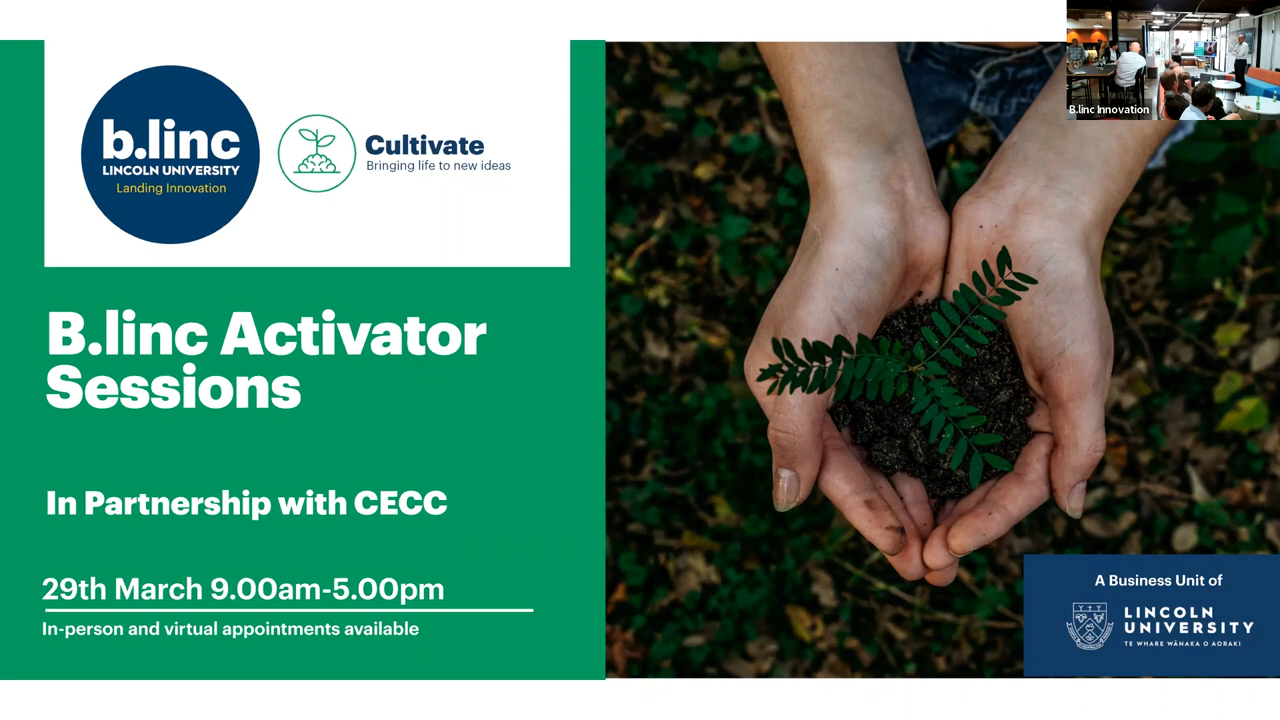 b.linc
LINCOLN UNIVERSITY
Landing Innovation
Cultivate
Bringing life to new ideas
B.linc Activator
Sessions
In Partnership with CECC
29th March 9.00am-5.00pm
In-person and virtual appointments available
B.linc Innovation
A Business Unit of
LINCOLN
UNIVERSITY
TE WHARE WĀNAKA O AORAKI